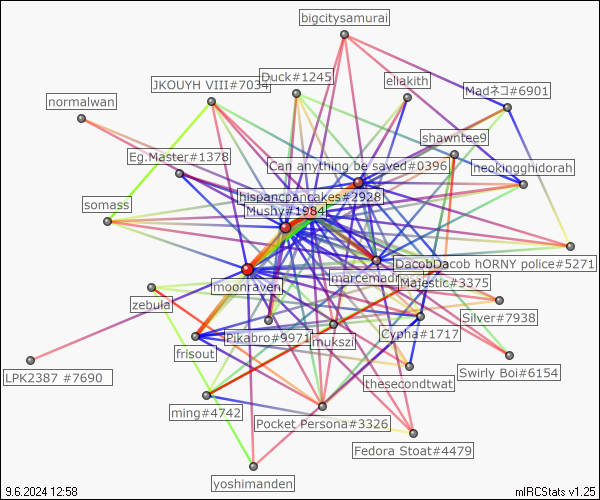 bigcitysamurai
Duck#1245
JKOUYH VIII#7034
eliakith
Madネコ#6901
normalwan
shawntee9
Eg.Master#1378
Can anything be saved#0396
neokingghidorah
hispancpancakes#2928
somass
Mushy#1984
DacobDacob hORNY police#5271
moonraven
marcemad
Majestic#3375
zebula
Silver#7938
Pikabro#9971
mukszi
Cypha#1717
frisout
LPK2387 #7690
Swirly Boi#6154
thesecondtwat
ming#4742
Pocket Persona#3326
Fedora Stoat#4479
yoshimanden
9.6.2024 12:58
mIRCStats v1.25